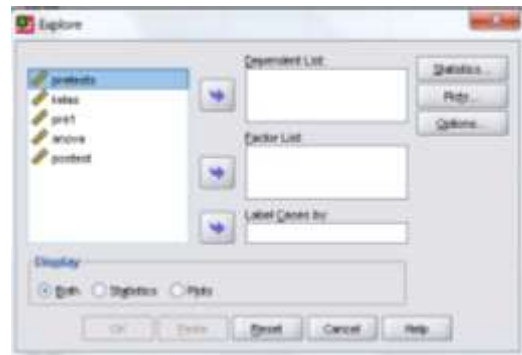 Explore
Dependent List:
pretests
kelas
pre1
anova
posttest
Statistics...
Plots...
Options...
Factor List:
Label Cases by:
Display
Both Statistics Plots
OK Paste Reset Cancel Help